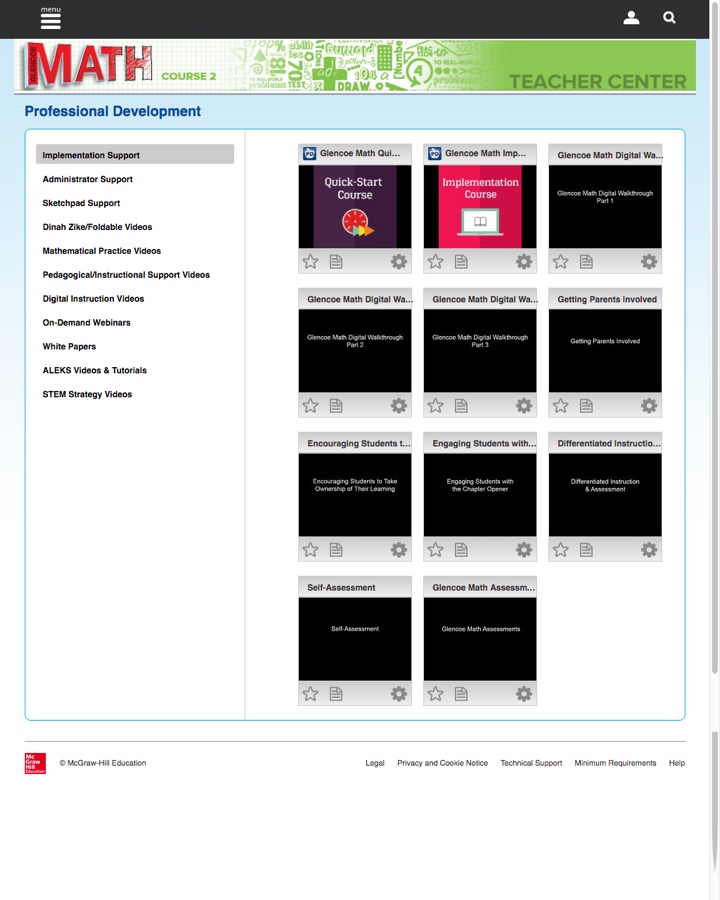 menu
GLENCOE MATH COURSE 2
TEACHER CENTER
Professional Development
Implementation Support
Administrator Support
Sketchpad Support
Dinah Zike/Foldable Videos
Mathematical Practice Videos
Pedagogical/Instructional Support Videos
Digital Instruction Videos
On-Demand Webinars
White Papers
ALEKS Videos & Tutorials
STEM Strategy Videos
Glencoe Math Qui...
Quick-Start
Course
Glencoe Math Imp...
Implementation
Course
Glencoe Math Digital Wa...
Glencoe Math Digital Walkthrough
Part 1
Glencoe Math Digital Wa...
Glencoe Math Digital Walkthrough
Part 2
Glencoe Math Digital Wa...
Glencoe Math Digital Walkthrough
Part 3
Getting Parents Involved
Getting Parents Involved
Encouraging Students t...
Encouraging Students to Take
Ownership of Their Learning
Engaging Students with...
Engaging Students with
the Chapter Opener
Differentiated Instructio...
Differentiated Instruction
& Assessment
Self-Assessment
Self-Assessment
Glencoe Math Assessm...
Glencoe Math Assessments
Mc
Graw
Hill
Education
© McGraw-Hill Education
Legal
Privacy and Cookie Notice
Technical Support
Minimum Requirements
Help